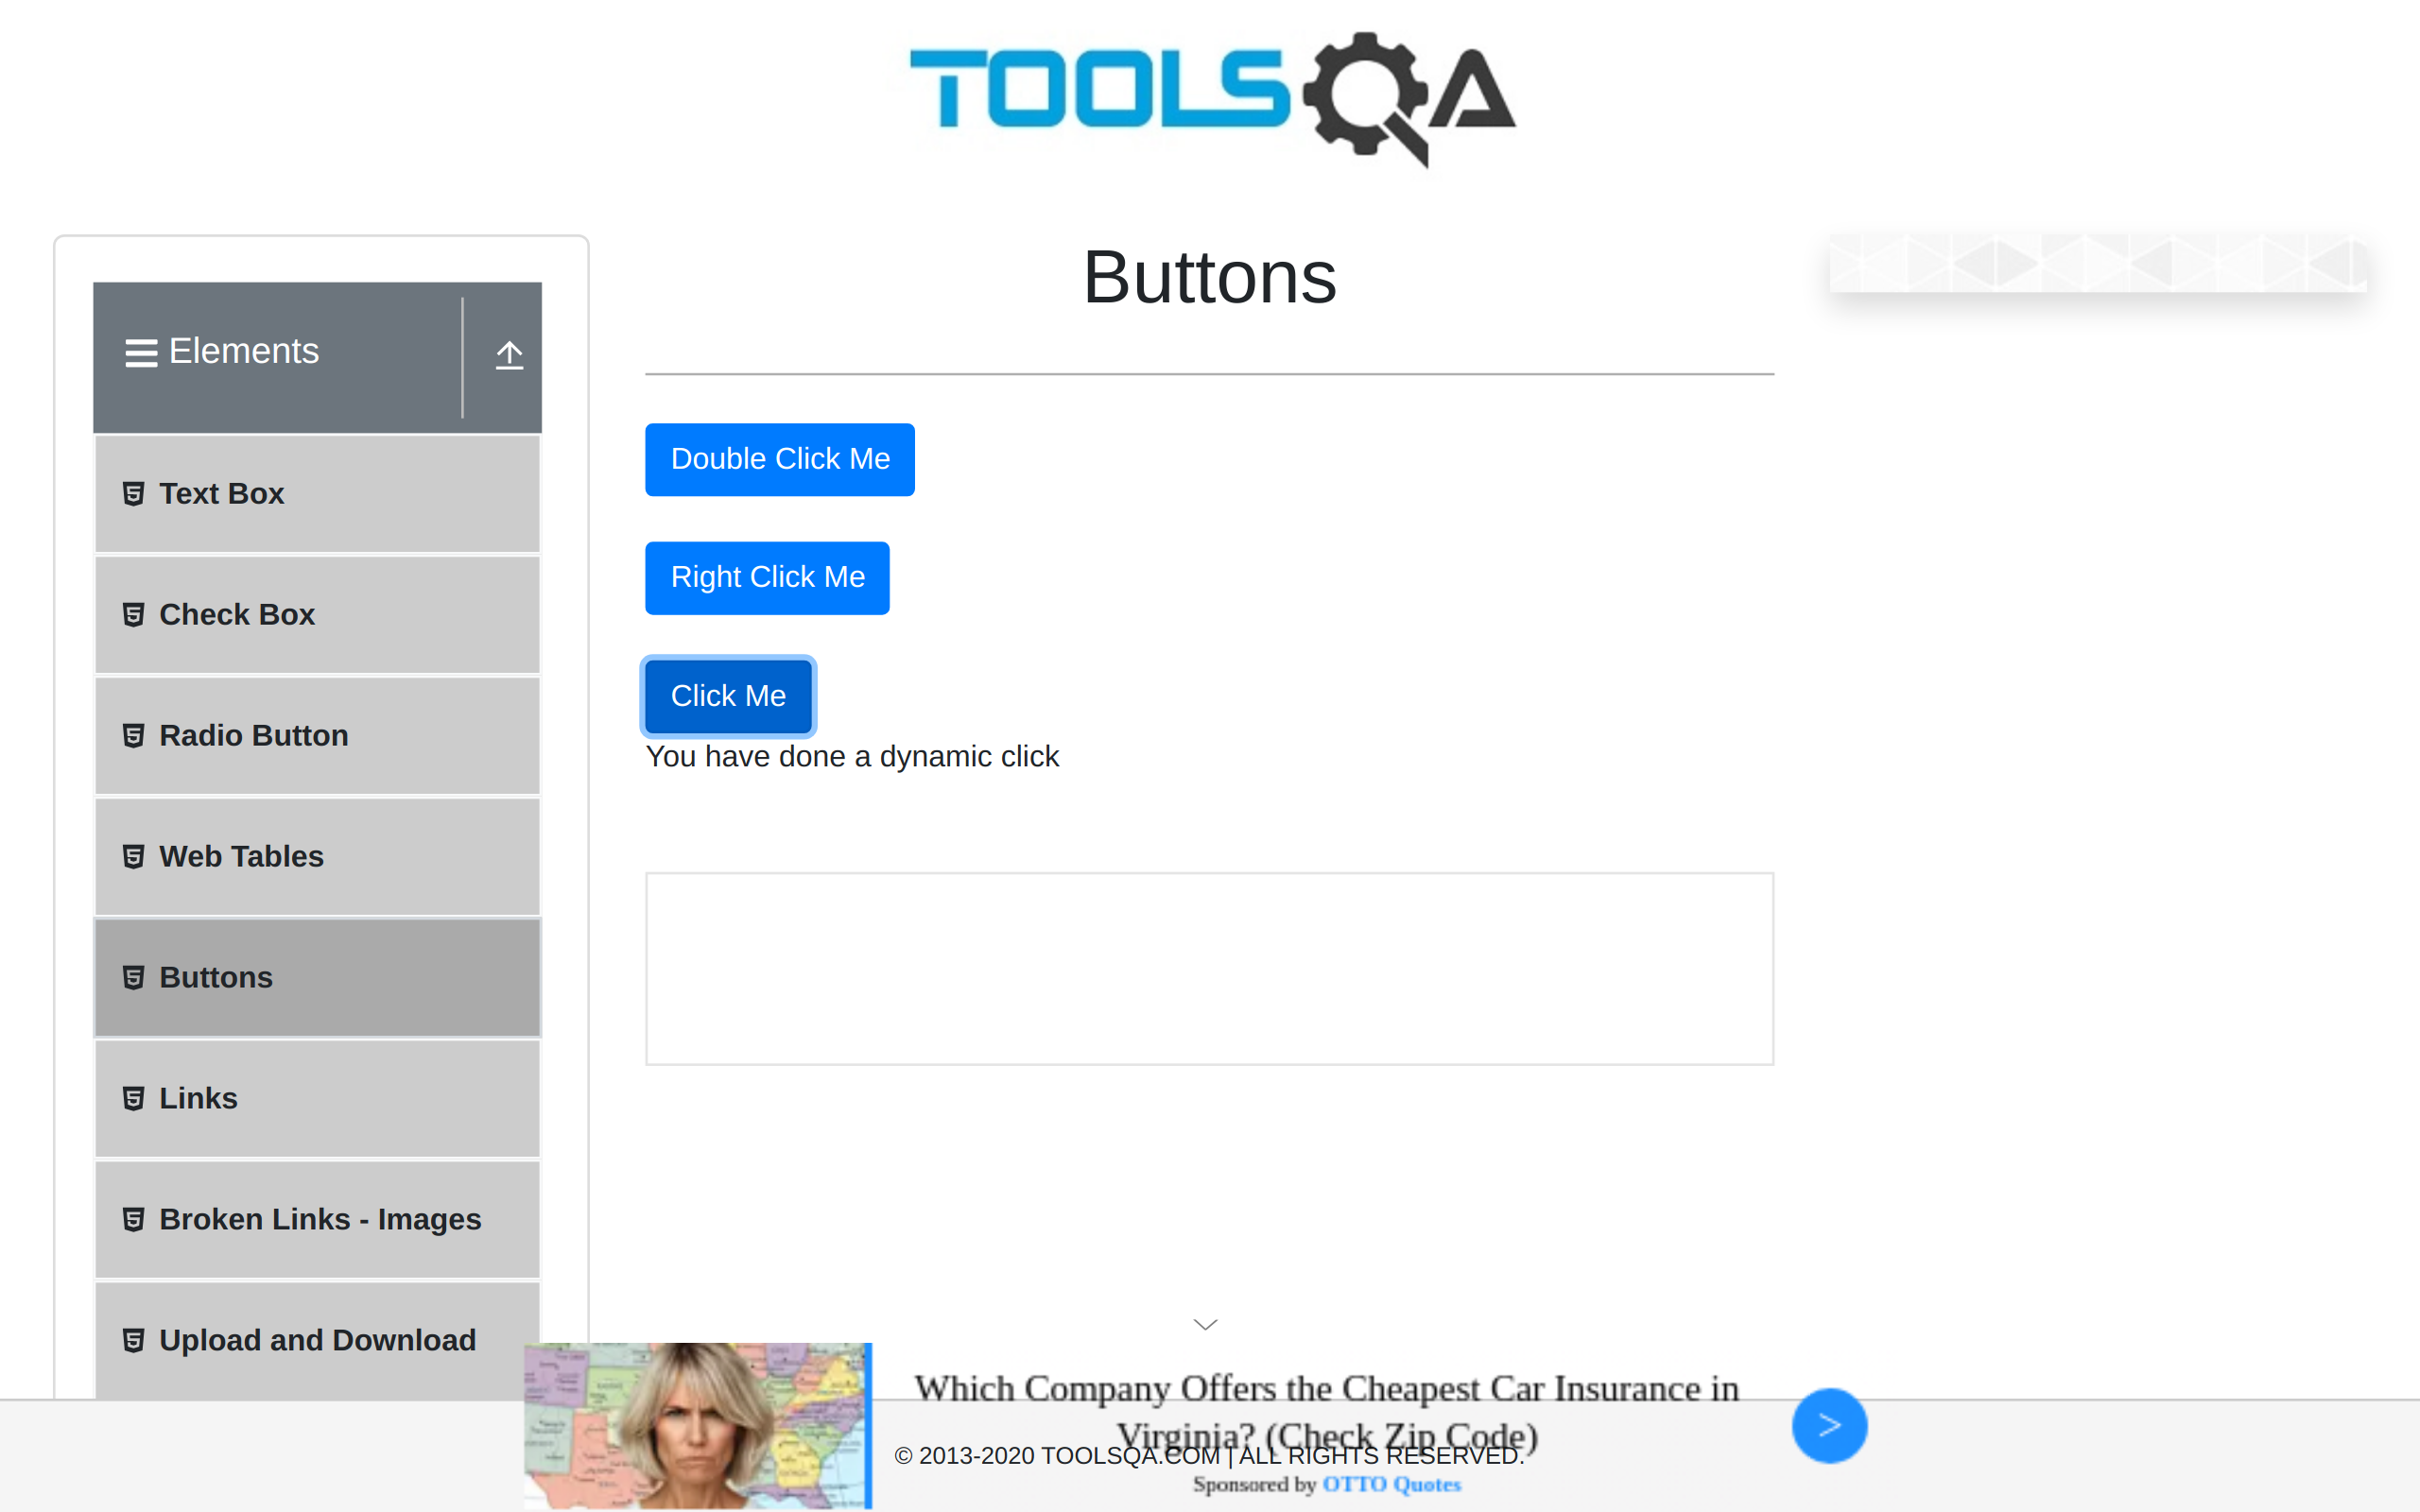 TOOLSQA
Buttons
Elements
Text Box
Check Box
Radio Button
Web Tables
Buttons
Links
Broken Links - Images
Upload and Download
Double Click Me
Right Click Me
Click Me
You have done a dynamic click
Which Company Offers the Cheapest Car Insurance in
Virginia? (Check Zip Code)
© 2013-2020 TOOLSQA.COM | ALL RIGHTS RESERVED.
Sponsored by OTTO Quotes
>